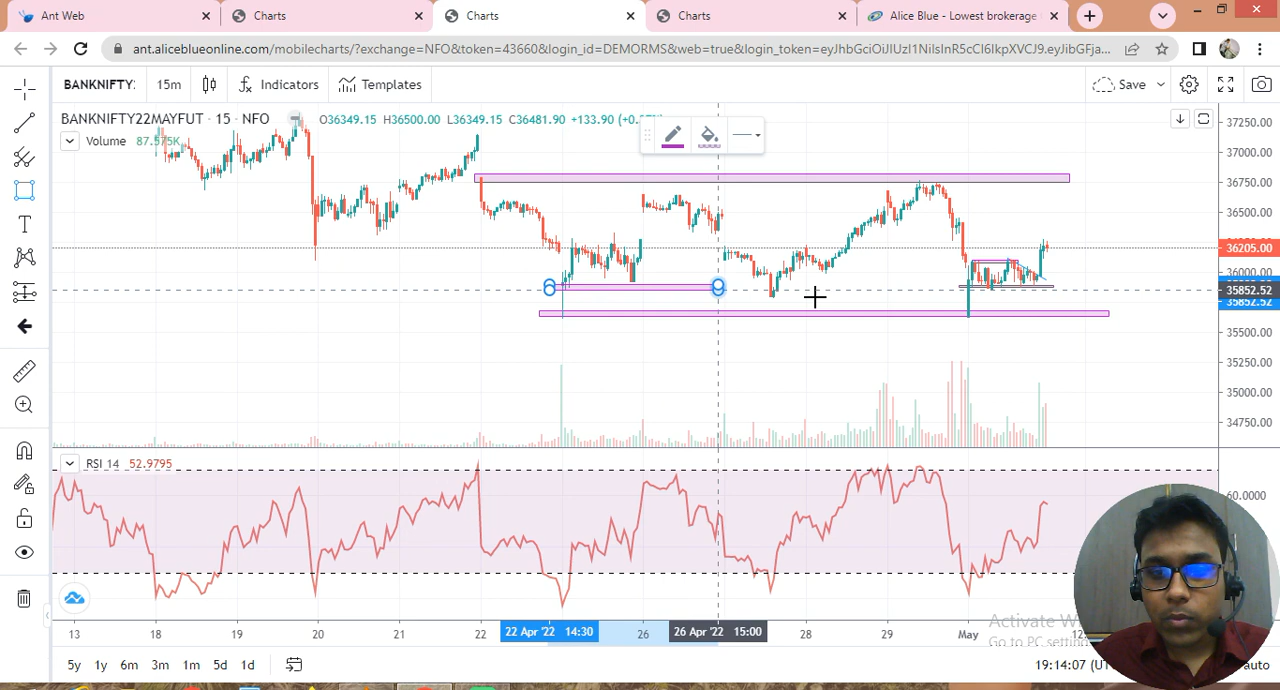 Ant Web
Charts
Charts
Charts
Alice Blue - Lowest brokerage
ant.aliceblueonline.com/mobilecharts/?exchange=NFO&token=43660&login_id=DEMORMS&web=true&login_token=
BANKNIFTY:
15m
Indicators
Templates
Save
BANKNIFTY22MAYFUT · 15 · NFO
O36349.15 H36500.00 L36349.15 C36481.90 +133.90
Volume 87.575K
37250.00
37000.00
36750.00
36500.00
36205.00
36000.00
35852.52
35852.52
35500.00
35250.00
35000.00
34750.00
RSI 14 52.9795
60.0000
13
18
19
20
21
22
22 Apr '22 14:30
26
26 Apr '22 15:00
28
29
May
5y
1y
6m
3m
1m
5d
1d
19:14:07
auto
Activate
Go to PC